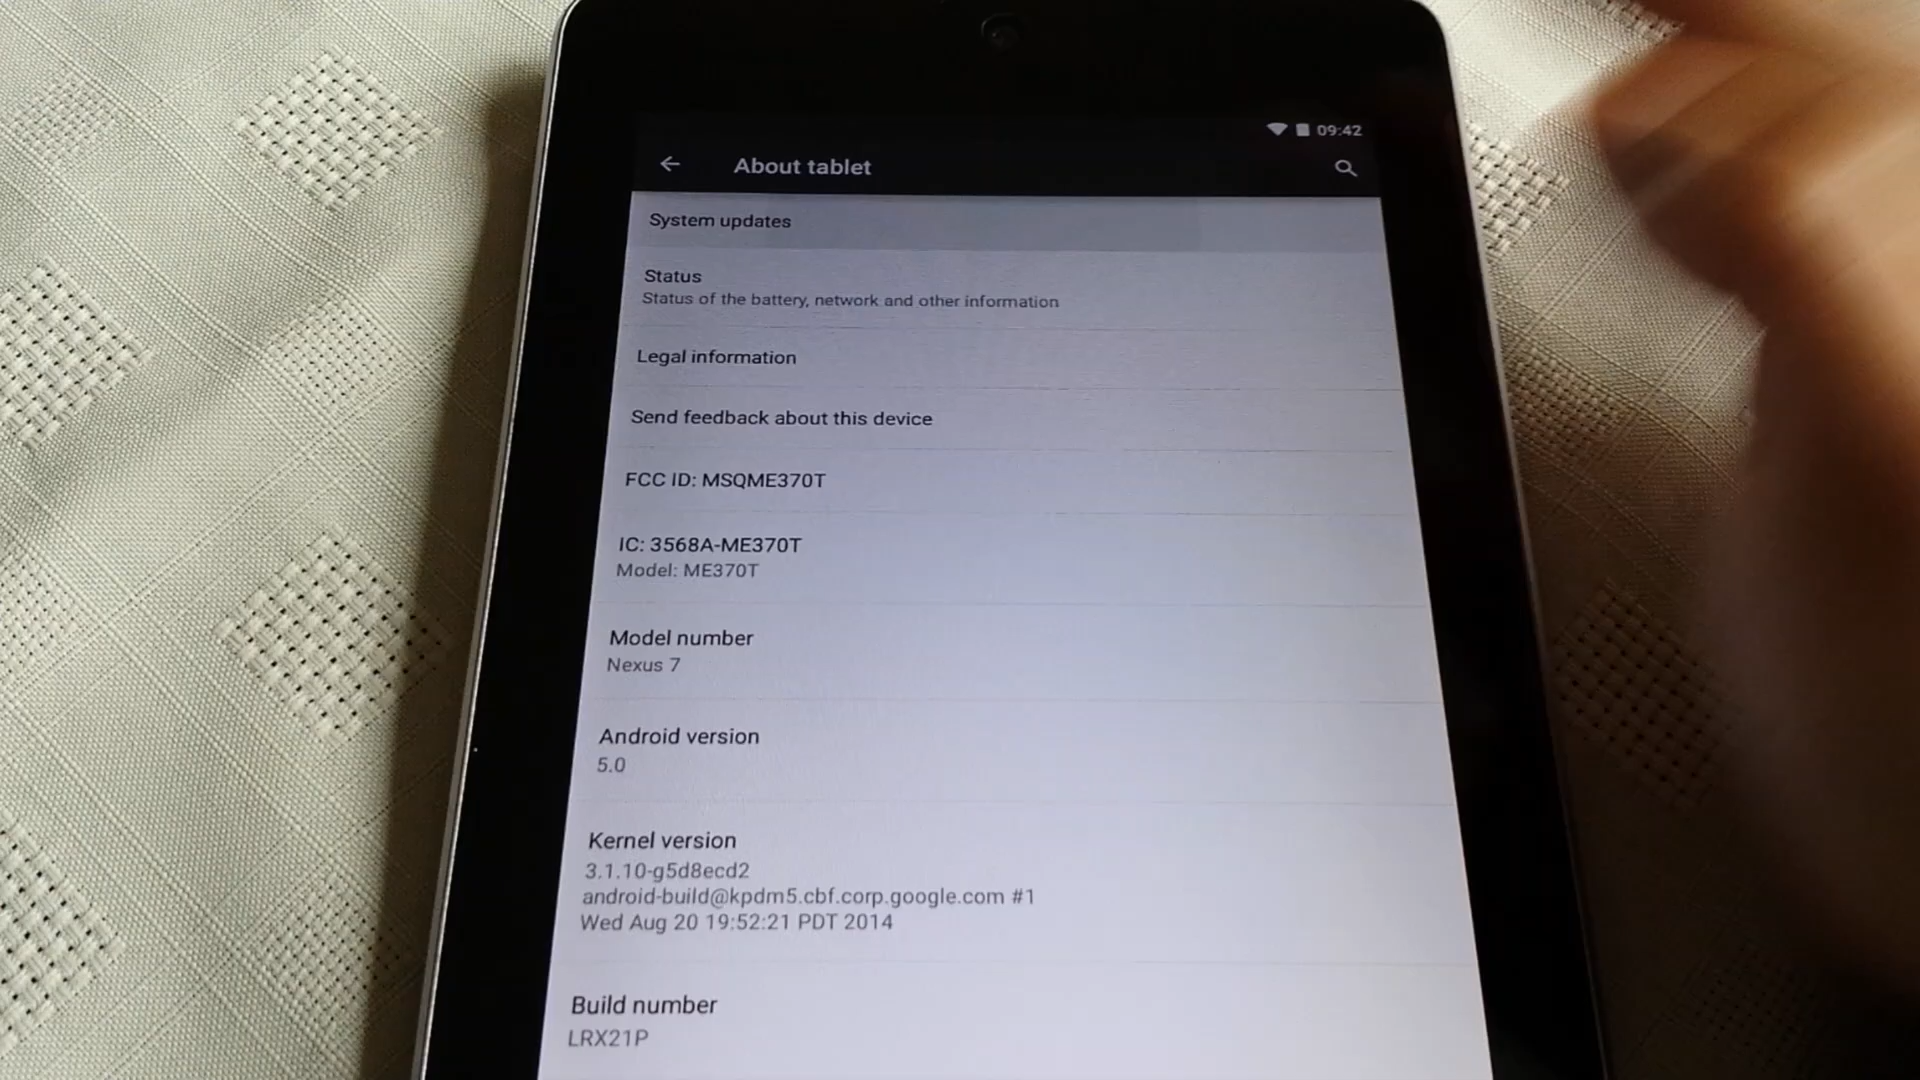 09:42
About tablet
System updates
Status
Status of the battery, network and other information
Legal information
Send feedback about this device
FCC ID: MSQME370T
IC: 3568A-ME370T
Model: ME370T
Model number
Nexus 7
Android version
5.0
Kernel version
3.1.10-g5d8ecd2
android-build@kpdm5.cbf.corp.google.com #1
Wed Aug 20 19:52:21 PDT 2014
Build number
LRX21P